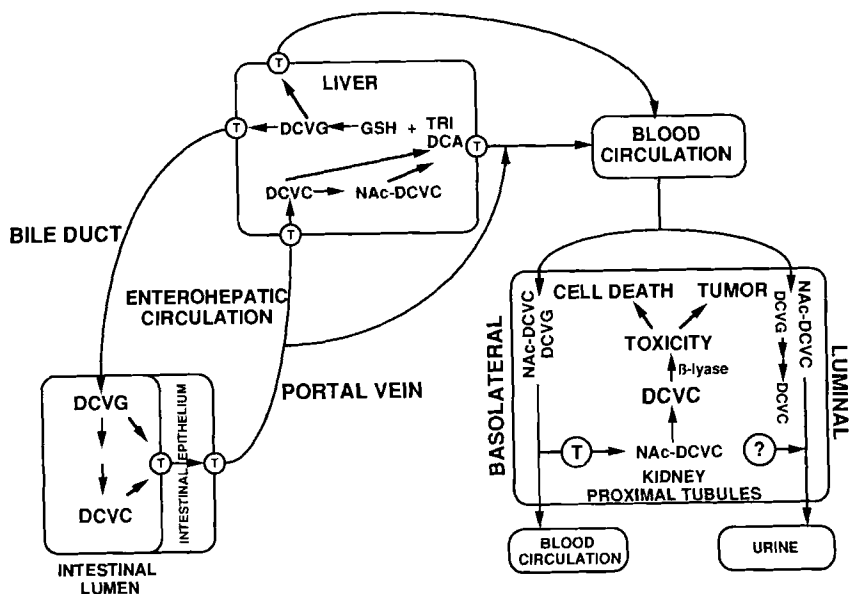 T
LIVER
T
DCVG
GSH + TRI
DCA
T
DCVC
NAc-DCVC
T
BLOOD
CIRCULATION
BILE DUCT
ENTEROHEPATIC
CIRCULATION
PORTAL VEIN
DCVG
DCVC
T
INTESTINAL EPITHELIUM
T
INTESTINAL
LUMEN
BASOLATERAL
NAc-DCVC
DCVG
CELL DEATH
TUMOR
TOXICITY
ß-lyase
DCVC
T
NAc-DCVC
?
KIDNEY
PROXIMAL TUBULES
DCVG
DCVC
NAc-DCVC
LUMINAL
BLOOD
CIRCULATION
URINE